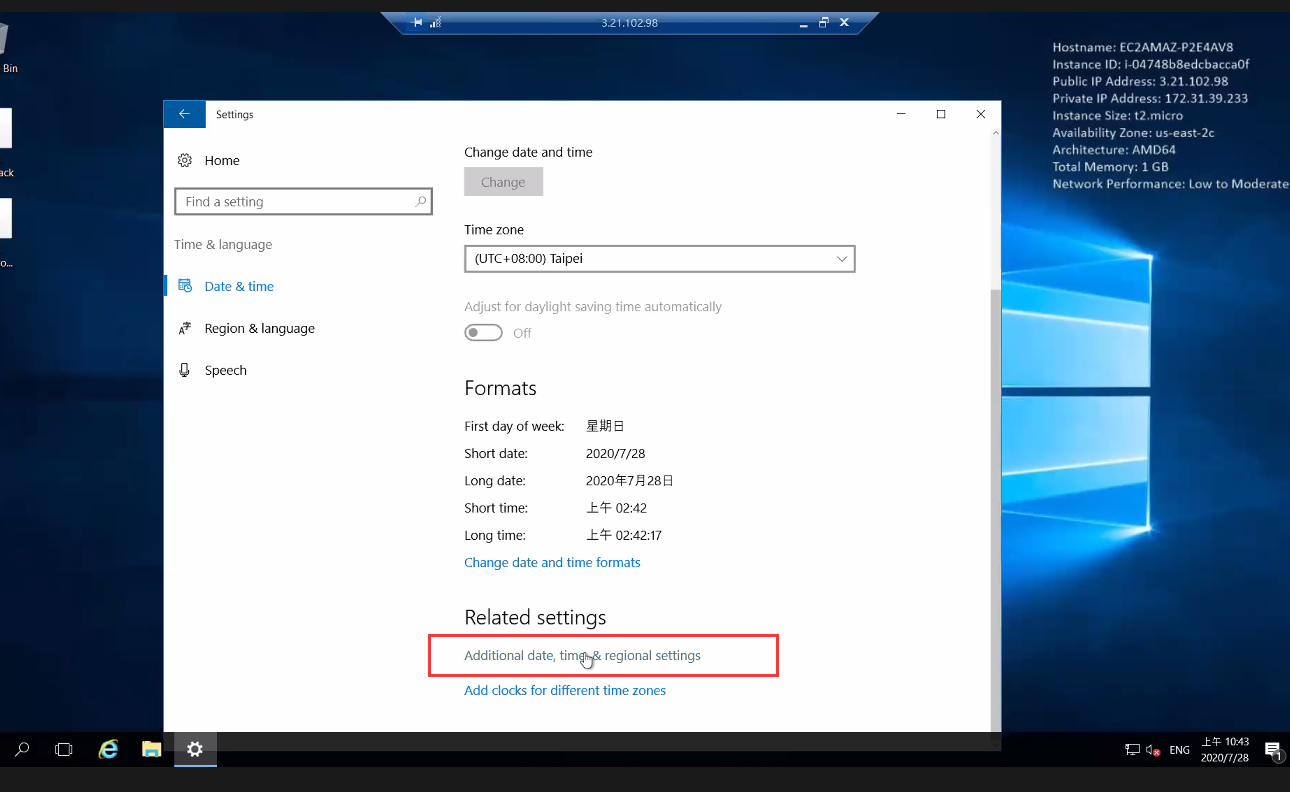 3.21.102.98
Bin
ack
o...
Hostname: EC2AMAZ-P2E4AV8
Instance ID: i-04748b8edcbacca0f
Public IP Address: 3.21.102.98
Private IP Address: 172.31.39.233
Instance Size: t2.micro
Availability Zone: us-east-2c
Architecture: AMD64
Total Memory: 1 GB
Network Performance: Low to Moderate
Settings
Home
Find a setting
Time & language
Date & time
Region & language
Speech
Change date and time
Change
Time zone
(UTC+08:00) Taipei
Adjust for daylight saving time automatically
Off
Formats
First day of week: 星期日
Short date: 2020/7/28
Long date: 2020年7月28日
Short time: 上午 02:42
Long time: 上午 02:42:17
Change date and time formats
Related settings
Additional date, time, & regional settings
Add clocks for different time zones
ENG
上午 10:43
2020/7/28
1